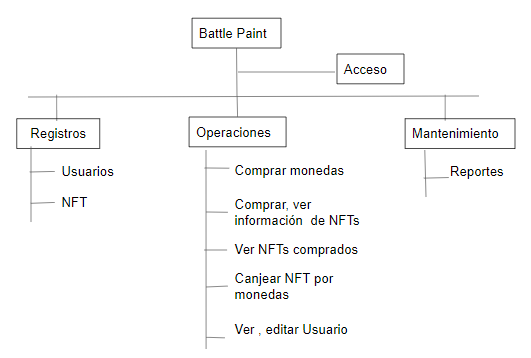 Battle Paint
Acceso
Registros
Usuarios
NFT
Operaciones
Comprar monedas
Comprar, ver
información de NFTs
Ver NFTs comprados
Canjear NFT por
monedas
Ver , editar Usuario
Mantenimiento
Reportes